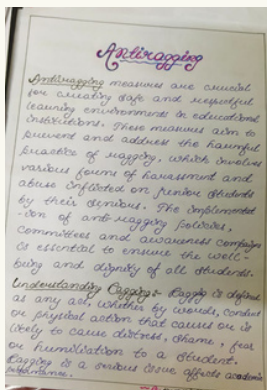 Antiragging
Antiragging measures are crucial
for creating safe and respectful
learning environments in educational
institutions. These measures aim to
prevent and address the harmful
practice of ragging, which involves
various forms of harassment and
abuse inflicted on junior students
by their seniors. The implementat
-ion of anti-ragging policies,
committees and awareness campaigns
is essential to ensure the well-
being and dignity of all students.
Understanding Ragging:- Raggig is defined
as any act, whether by words, conduct
or physical action that causes or is
likely to cause distress, shame, fear
or humiliation to a student.
Ragging is a serious issue affects academic
performance.